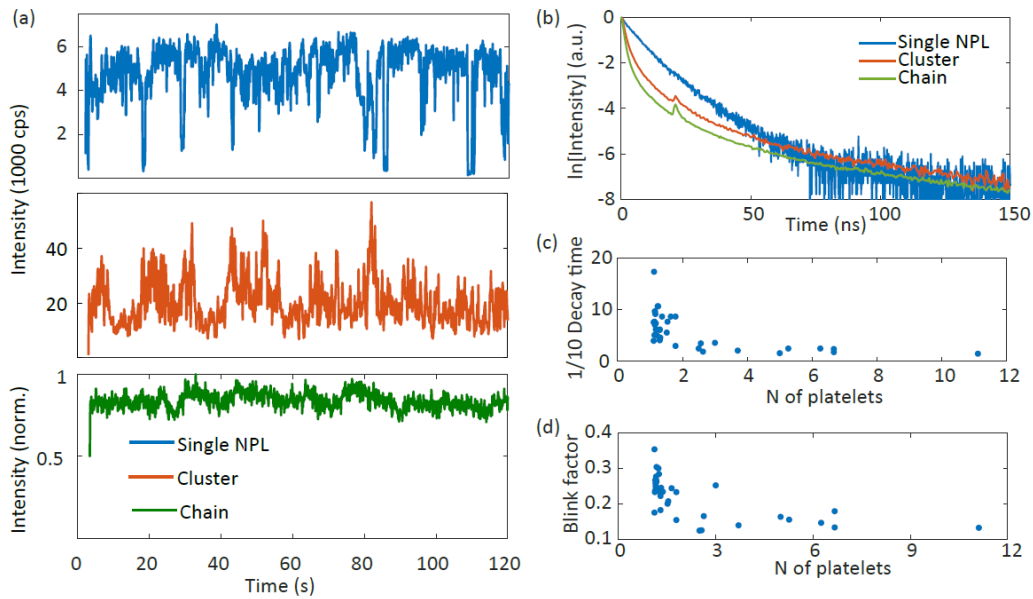 (a)
6
4
2
Intensity (1000 cps)
40
20
1
0.5
Intensity (norm.)
Single NPL
Cluster
Chain
0 20 40 60 80 100 120
Time (s)
(b)
0
-2
-4
-6
-8
ln[Intensity] (a.u.)
Single NPL
Cluster
Chain
0 50 100 150
Time (ns)
(c)
20
10
0
1/10 Decay time
0 2 4 6 8 10 12
N of platelets
(d)
0.4
0.3
0.2
0.1
Blink factor
0 3 6 9 12
N of platelets